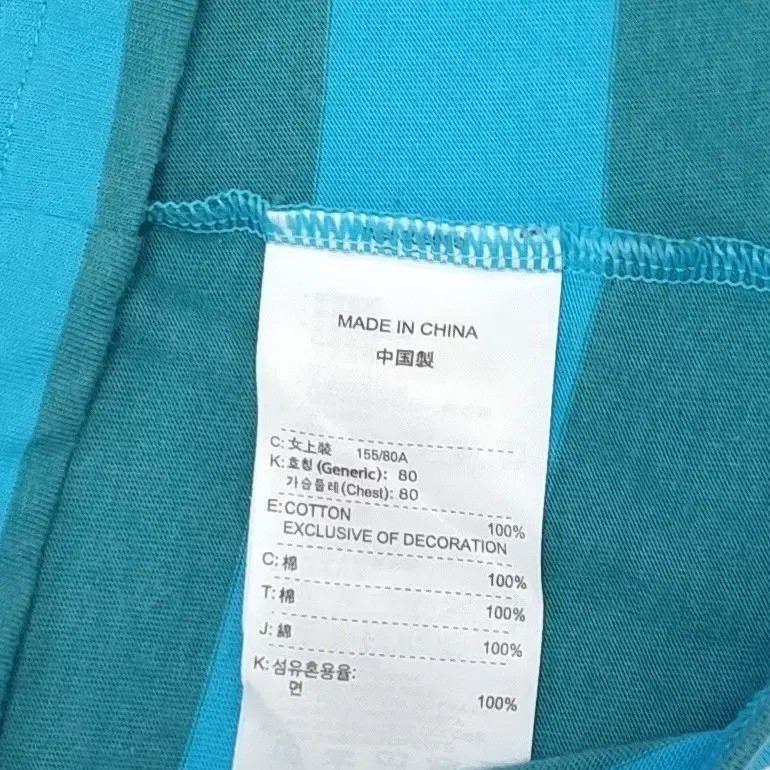 MADE IN CHINA
中国製
C: 女上裝 155/80A
K: 호칭 (Generic): 80
가슴둘레(Chest): 80
E: COTTON 100%
EXCLUSIVE OF DECORATION
C: 棉 100%
T: 棉 100%
J: 綿 100%
K: 섬유혼용율:
면 100%